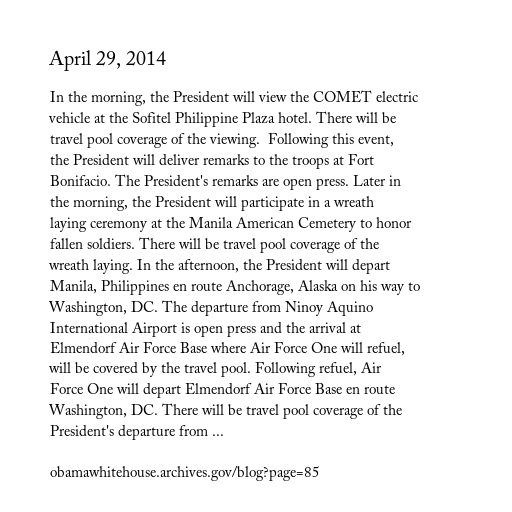 April 29, 2014
In the morning, the President will view the COMET electric
vehicle at the Sofitel Philippine Plaza hotel. There will be
travel pool coverage of the viewing.  Following this event,
the President will deliver remarks to the troops at Fort
Bonifacio. The President's remarks are open press. Later in
the morning, the President will participate in a wreath
laying ceremony at the Manila American Cemetery to honor
fallen soldiers. There will be travel pool coverage of the
wreath laying. In the afternoon, the President will depart
Manila, Philippines en route Anchorage, Alaska on his way to
Washington, DC. The departure from Ninoy Aquino
International Airport is open press and the arrival at
Elmendorf Air Force Base where Air Force One will refuel,
will be covered by the travel pool. Following refuel, Air
Force One will depart Elmendorf Air Force Base en route
Washington, DC. There will be travel pool coverage of the
President's departure from ...
obamawhitehouse.archives.gov/blog?page=85